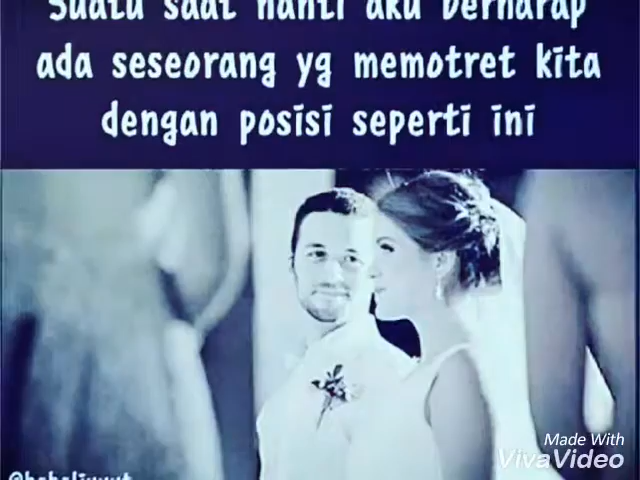 Suatu saat nanti aku berharap
ada seseorang yg memotret kita
dengan posisi seperti ini
Made With
VivaVideo